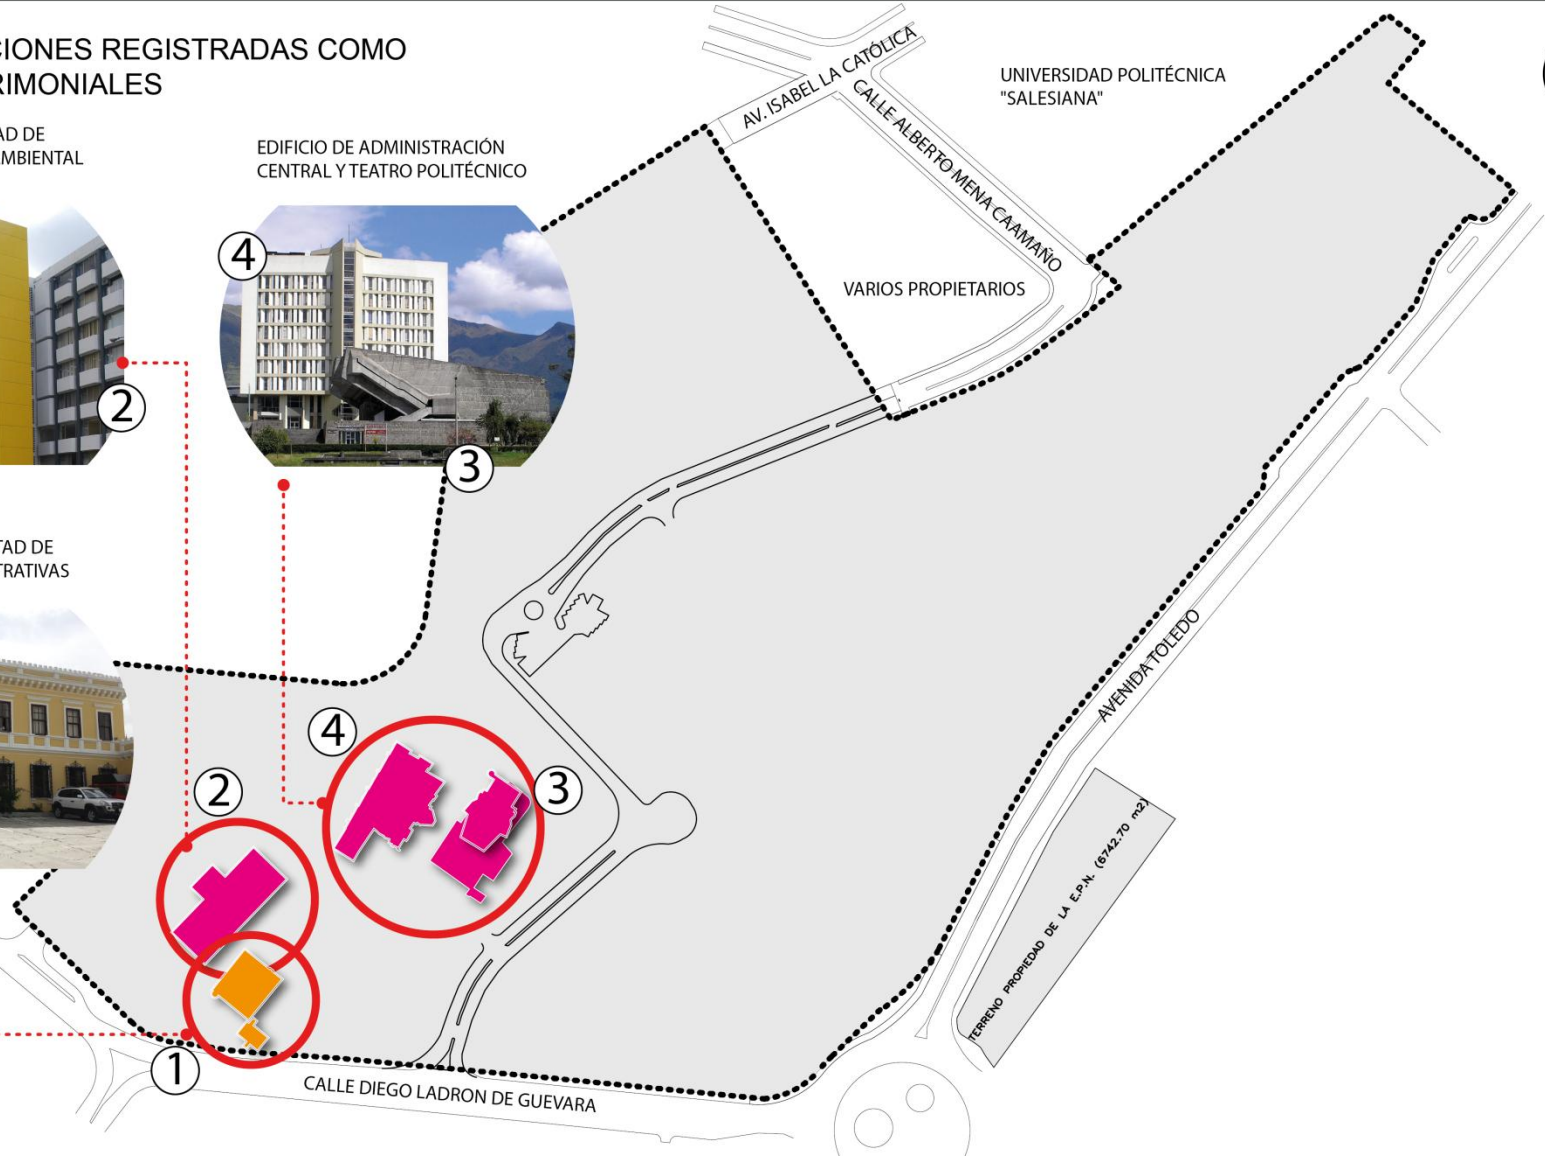 CIONES REGISTRADAS COMO
RIMONIALES
AD DE
AMBIENTAL
EDIFICIO DE ADMINISTRACIÓN
CENTRAL Y TEATRO POLITÉCNICO
AV. ISABEL LA CATÓLICA
CALLE ALBERTO MENA CAAMAÑO
UNIVERSIDAD POLITÉCNICA
"SALESIANA"
VARIOS PROPIETARIOS
4
2
3
TAD DE
TRATIVAS
4
3
2
1
AVENIDA TOLEDO
TERRENO PROPIEDAD DE LA E.P.N. (6742.70 m2)
CALLE DIEGO LADRON DE GUEVARA